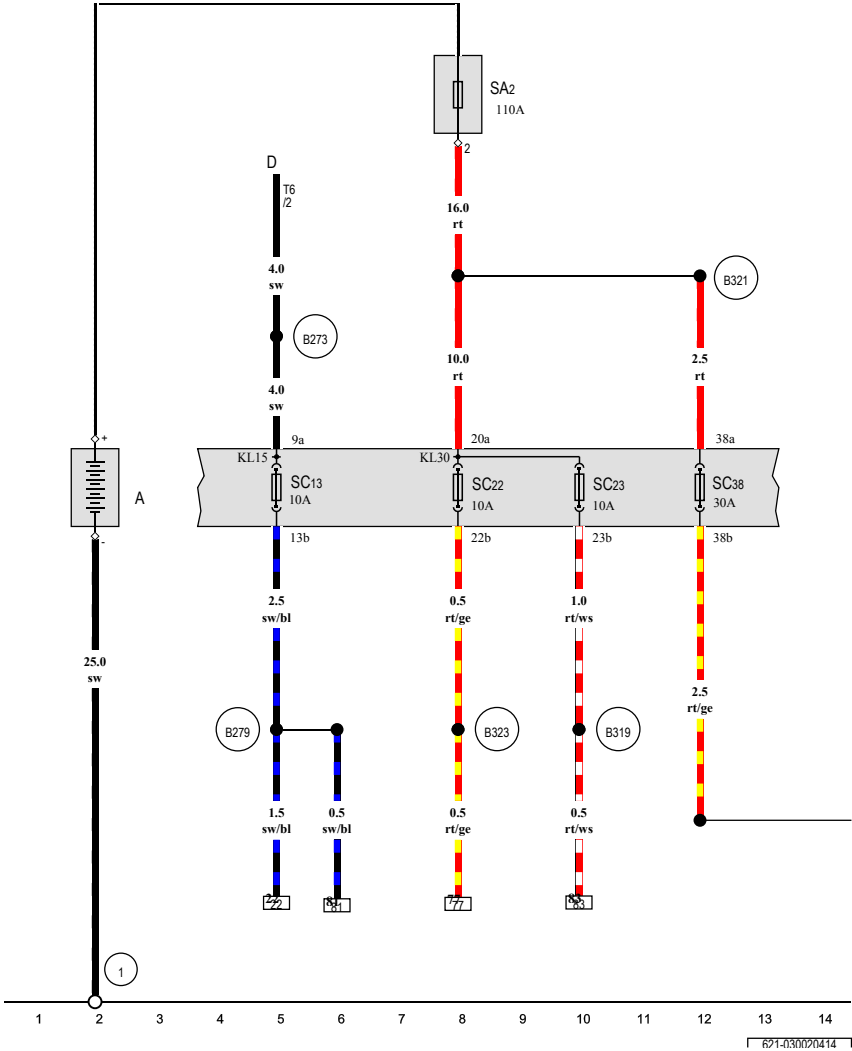 SA2
110A
2
D
T6
/2
16.0
rt
4.0
sw
B321
B273
10.0
rt
2.5
rt
4.0
sw
+
9a
20a
38a
KL15
KL30
A
SC13
10A
SC22
10A
SC23
10A
SC38
30A
-
13b
22b
23b
38b
2.5
sw/bl
0.5
rt/ge
1.0
rt/ws
25.0
sw
2.5
rt/ge
B279
B323
B319
1.5
sw/bl
0.5
sw/bl
0.5
rt/ge
0.5
rt/ws
22
22
81
81
77
77
83
83
1
1 2 3 4 5 6 7 8 9 10 11 12 13 14
621-030020414